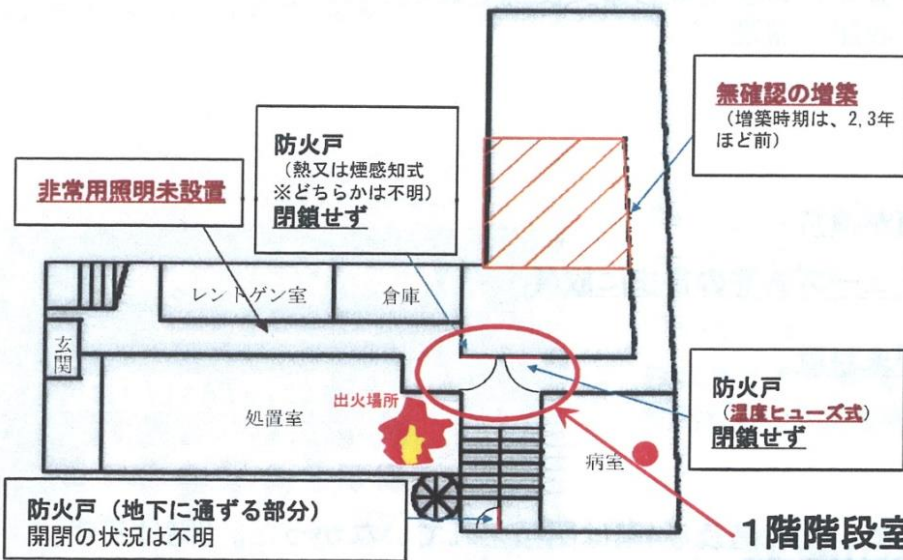 無確認の増築
(増築時期は、2,3年
ほど前)
防火戸
(熱又は煙感知式
※どちらかは不明)
閉鎖せず
非常用照明未設置
レントゲン室
倉庫
玄関
出火場所
処置室
病室
防火戸
(温度ヒューズ式)
閉鎖せず
防火戸(地下に通ずる部分)
開閉の状況は不明
1階階段室